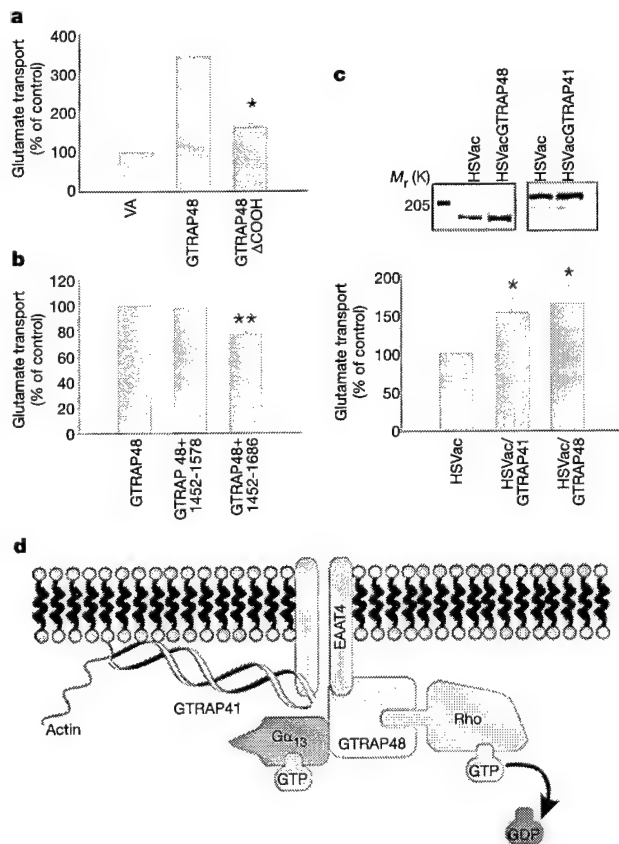 a
Glutamate transport
(% of control)
400
300
200
100
0
*
VA
GTRAP48
GTRAP48
ΔCOOH
b
Glutamate transport
(% of control)
120
100
80
60
40
20
0
**
GTRAP48
GTRAP 48+
1452-1578
GTRAP48+
1452-1686
c
HSVac
HSVacGTRAP48
HSVac
HSVacGTRAP41
Mr (K)
205
Glutamate transport
(% of control)
200
150
100
50
0
*
*
HSVac
HSVac/
GTRAP41
HSVac/
GTRAP48
d
EAAT4
GTRAP41
Actin
Gα13
GTP
GTRAP48
Rho
GTP
GDP